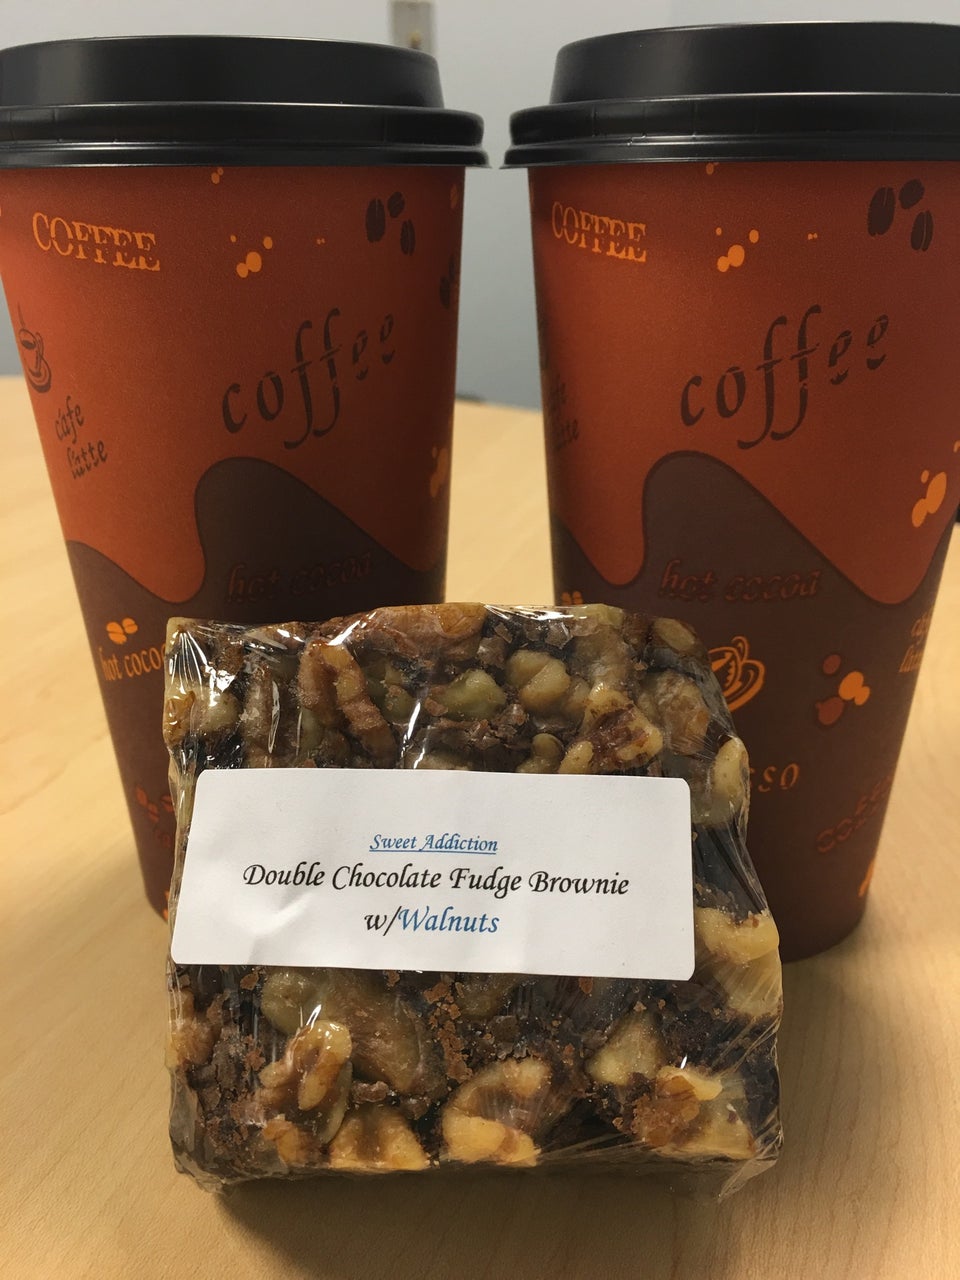 COFFEE
coffee
cafe
latte
hot cocoa
hot cocoa
COFFEE
coffee
latte
hot cocoa
Sweet Addiction
Double Chocolate Fudge Brownie
w/Walnuts